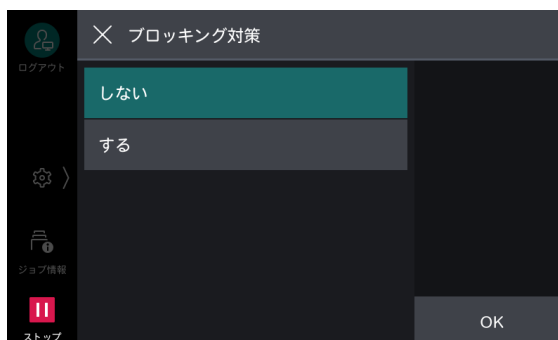 ログアウト
ブロッキング対策
しない
する
ジョブ情報
ストップ
OK